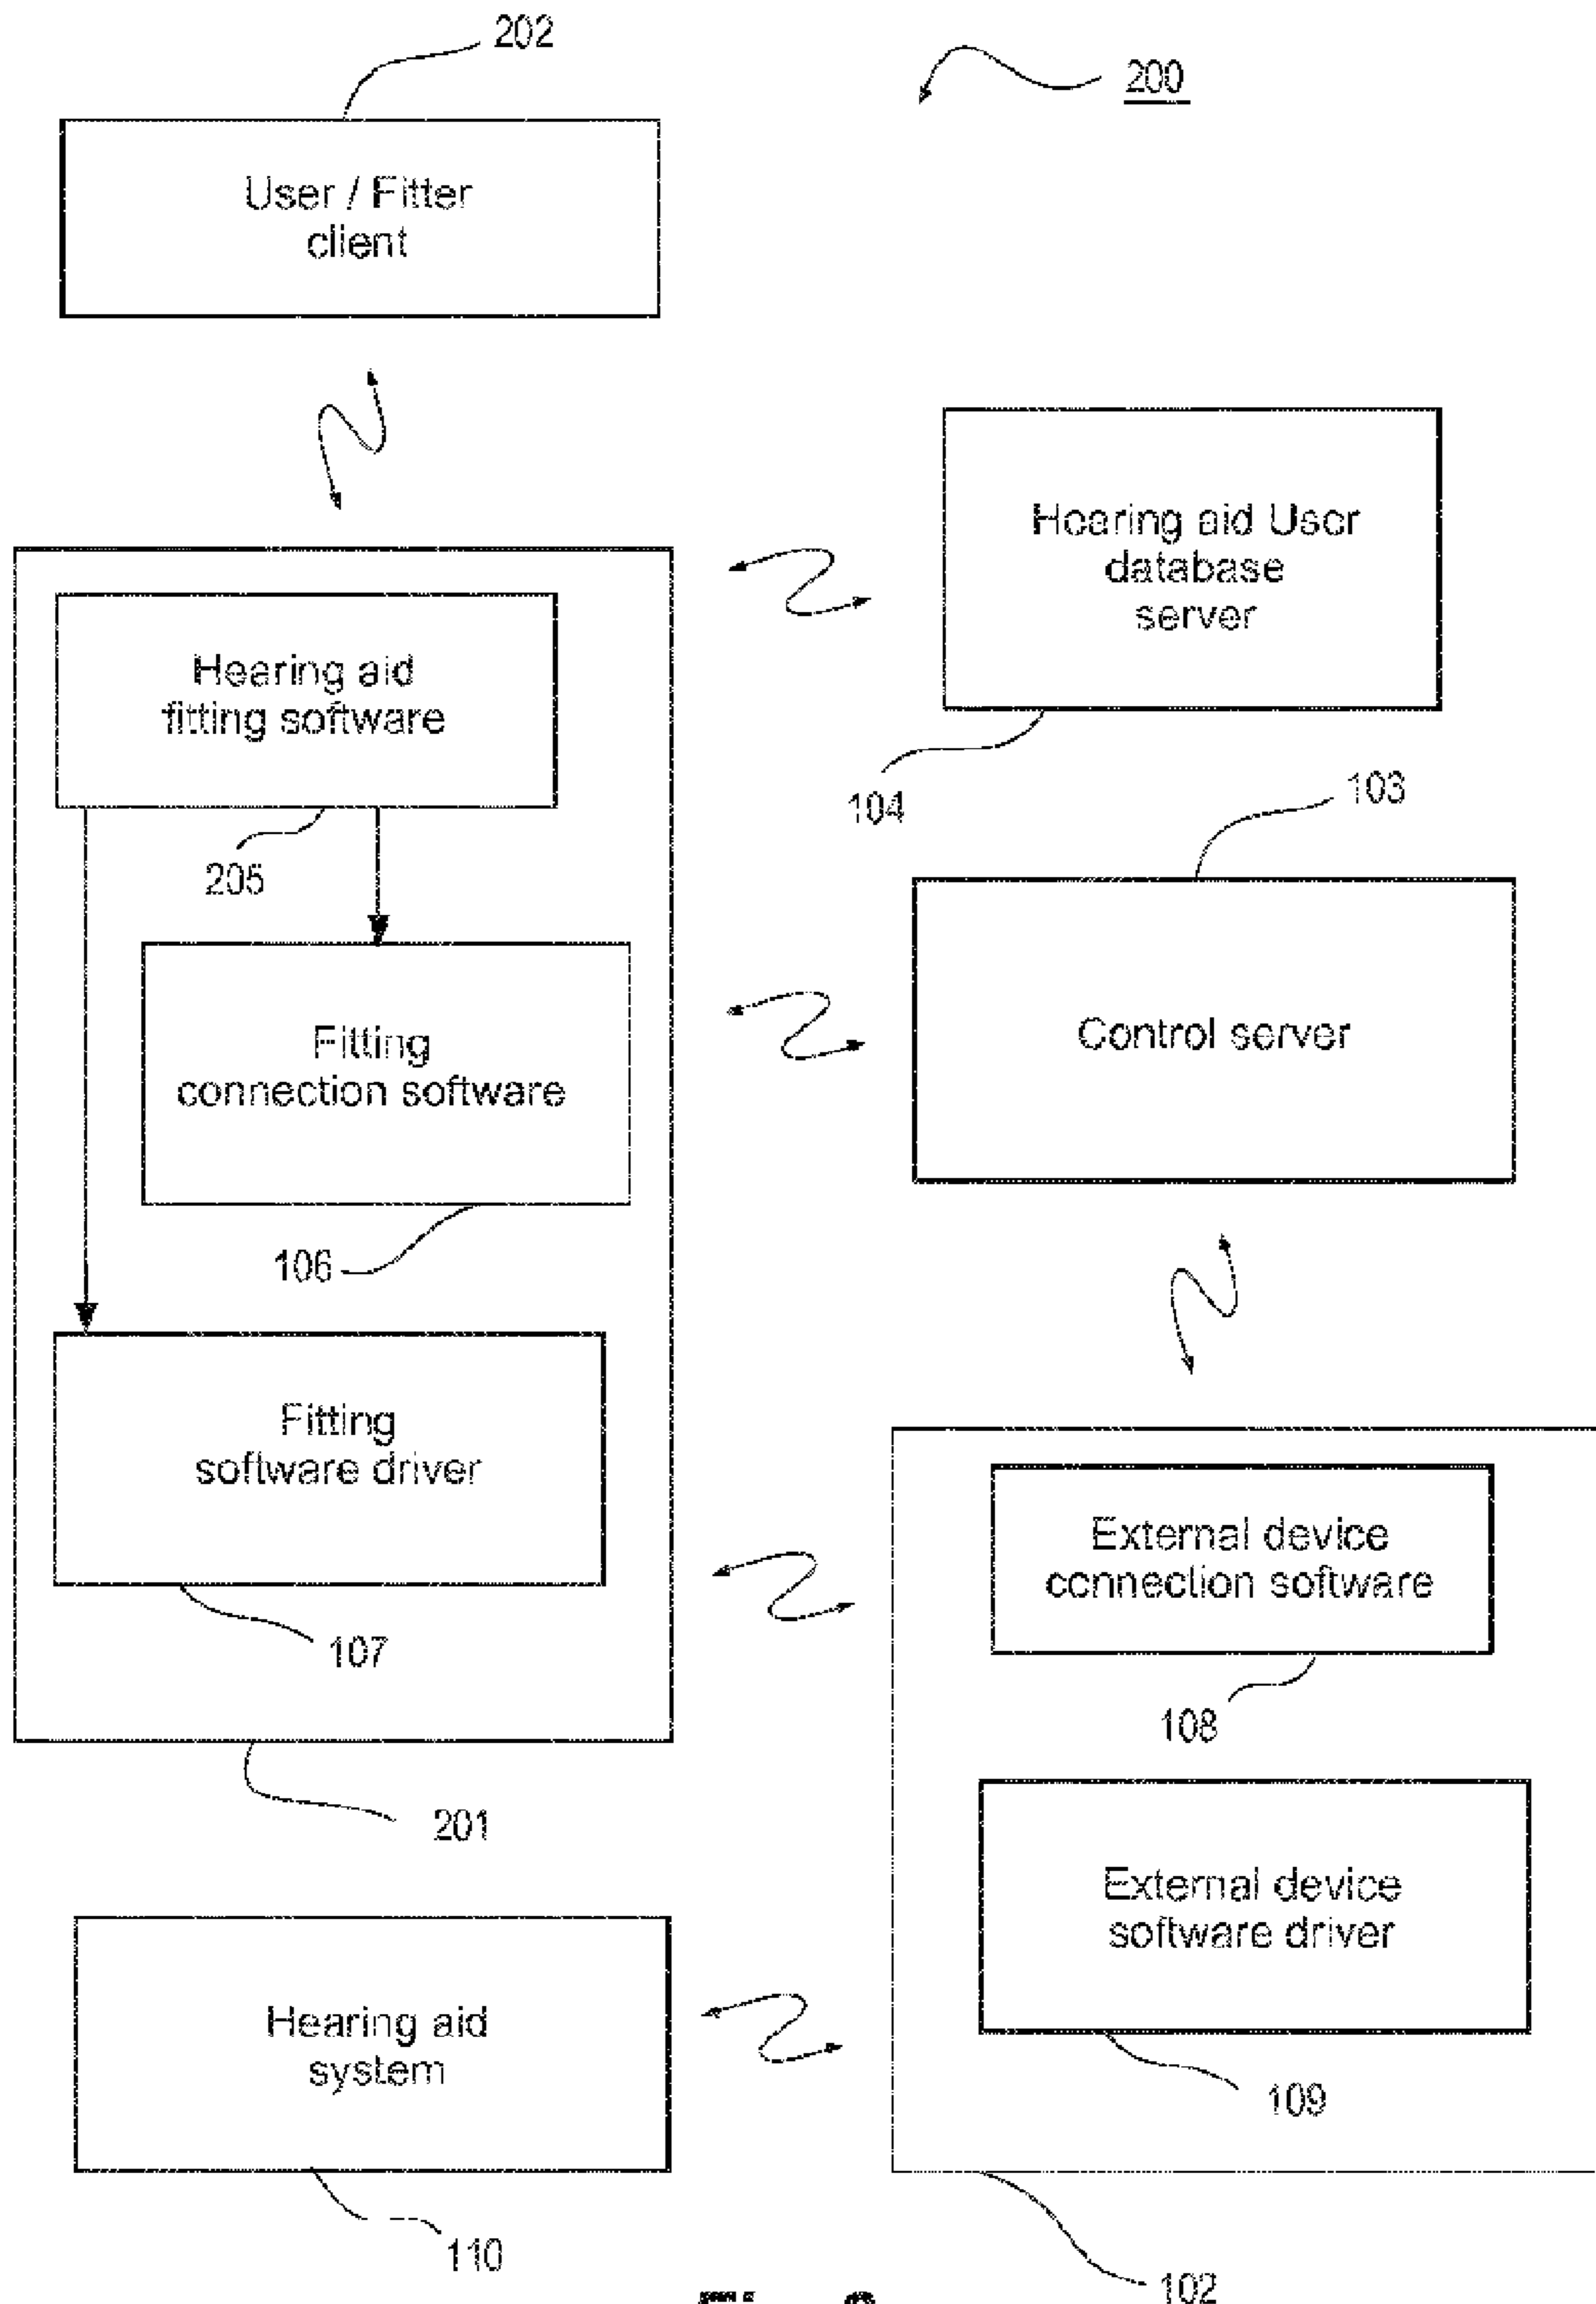 202
200
User / Fitter
client
Hearing aid User
database
server
104
Hearing aid
fitting software
205
103
Control server
Fitting
connection software
106
Fitting
software driver
107
201
External device
connection software
108
External device
software driver
109
102
Hearing aid
system
110